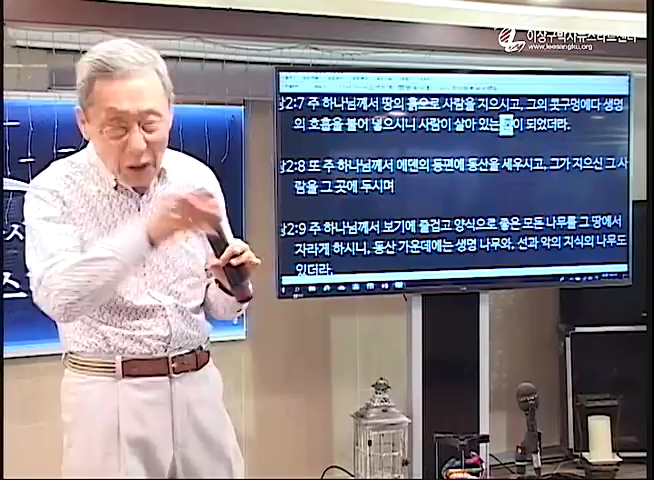 이상구박사뉴스타트센터
www.leesangku.org
창2:7 주 하나님께서 땅의 흙으로 사람을 지으시고, 그의 콧구멍에다 생명
의 호흡을 불어 넣으시니 사람이 살아 있는 혼이 되었더라.
창2:8 또 주 하나님께서 에덴의 동편에 동산을 세우시고, 그가 지으신 그 사
람을 그 곳에 두시며
창2:9 주 하나님께서 보기에 즐겁고 양식으로 좋은 모든 나무를 그 땅에서
자라게 하시니, 동산 가운데에는 생명 나무와, 선과 악의 지식의 나무도
있더라.